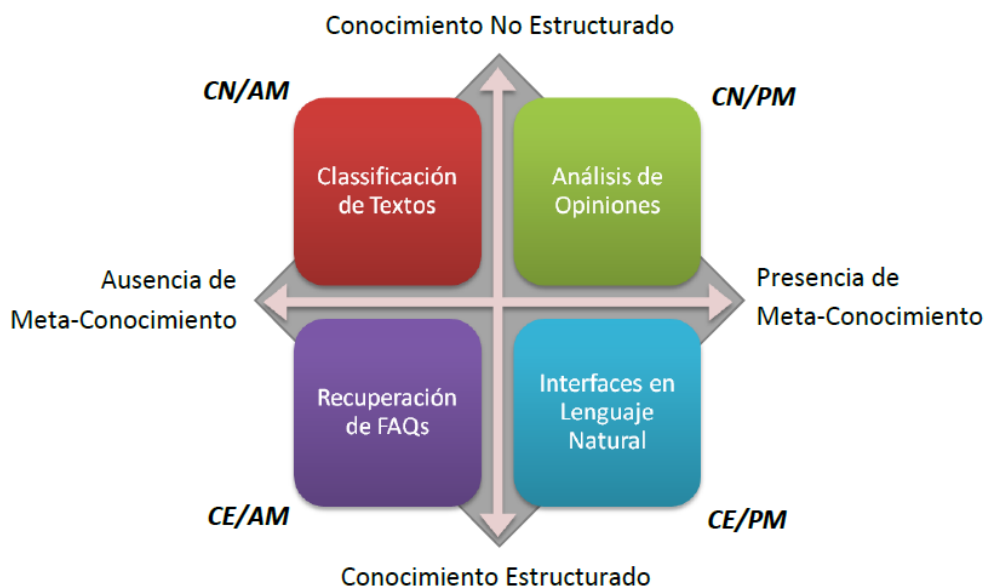 Conocimiento No Estructurado
CN/AM
CN/PM
Classificación
de Textos
Análisis de
Opiniones
Ausencia de
Meta-Conocimiento
Presencia de
Meta-Conocimiento
Recuperación
de FAQs
Interfaces en
Lenguaje
Natural
CE/AM
CE/PM
Conocimiento Estructurado